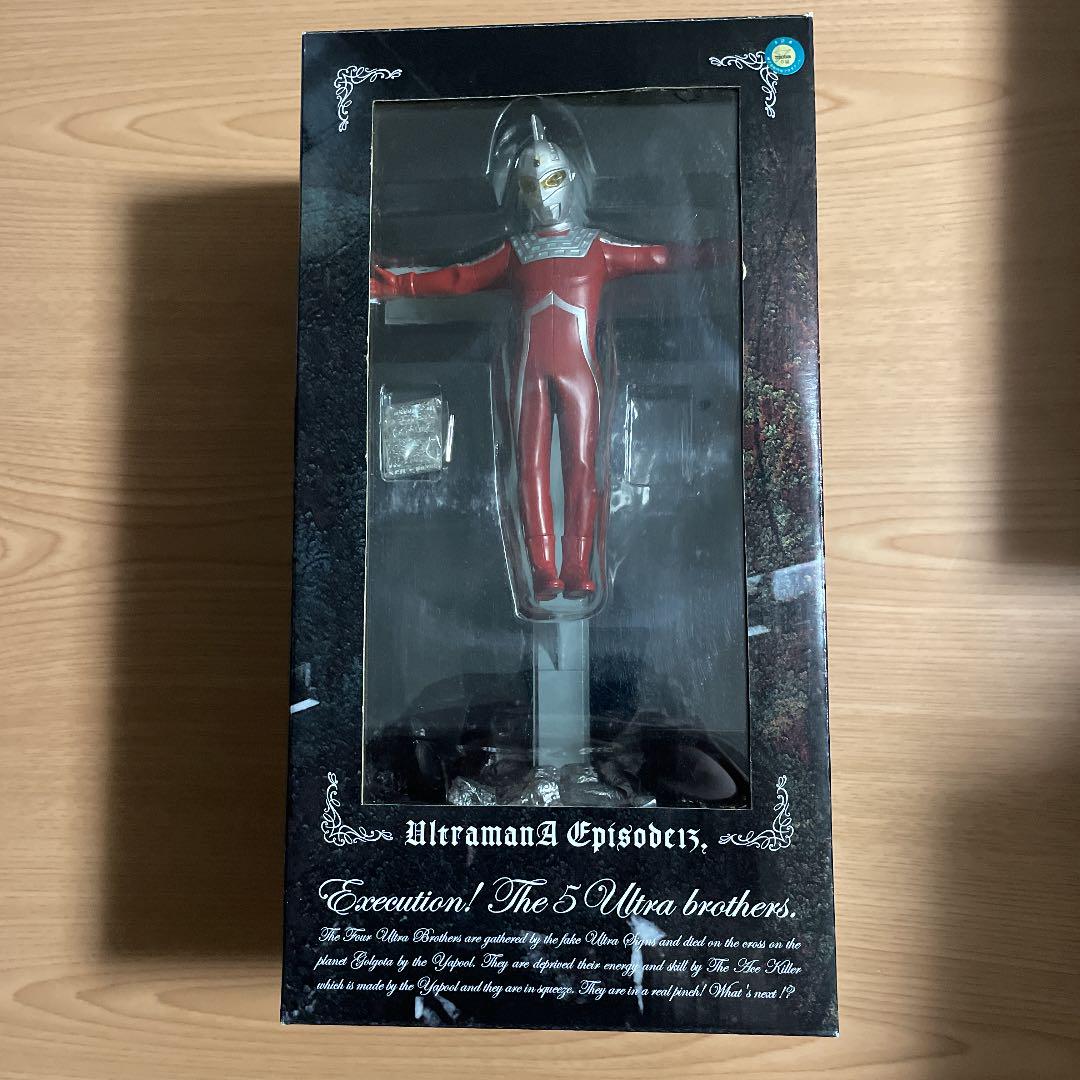 UltramanA Episode13,
Execution! The 5 Ultra brothers.
The Four Ultra Brothers are gathered by the fake Ultra Signs and died on the cross on the
planet Golgota by the Yapool. They are deprived their energy and skill by The Ace Killer
which is made by the Yapool and they are in squeeze. They are in a real pinch! What's next!?